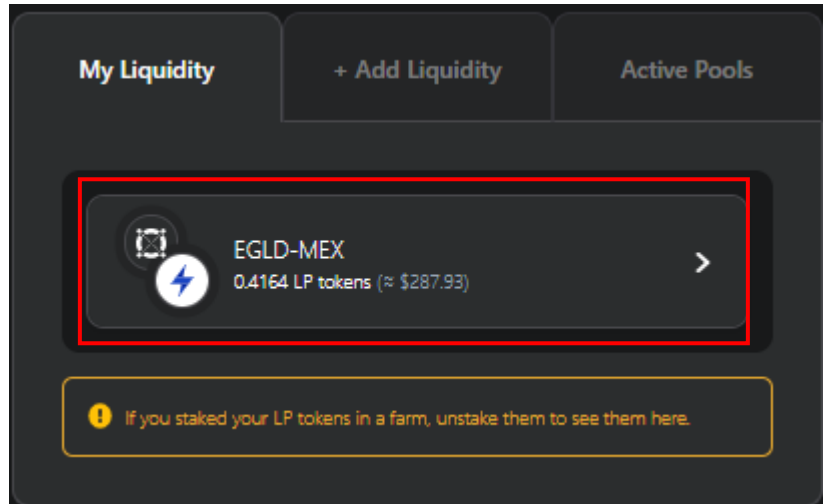 My Liquidity
+ Add Liquidity
Active Pools
EGLD-MEX
0.4164 LP tokens (≈ $287.93)
If you staked your LP tokens in a farm, unstake them to see them here.